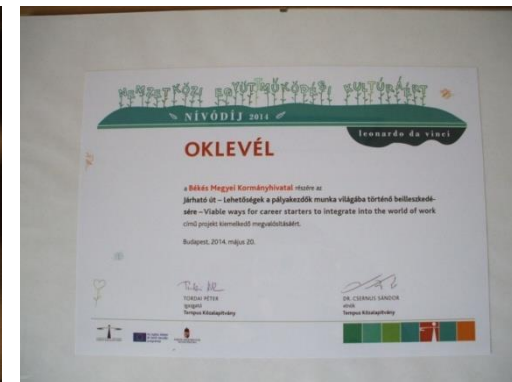 NEMZETKÖZI EGYÜTTMŰKÖDÉSI KULTÚRÁÉRT
NÍVÓDÍJ 2014
leonardo da vinci
OKLEVÉL
a Békés Megyei Kormányhivatal részére az
Járható út – Lehetőségek a pályakezdők munka világába történő beilleszkedé-
sére – Viable ways for career starters to integrate into the world of work
című projekt kiemelkedő megvalósításáért.
Budapest, 2014. május 20.
TORDAI PÉTER
igazgató
Tempus Közalapítvány
DR. CSERNUS SÁNDOR
elnök
Tempus Közalapítvány